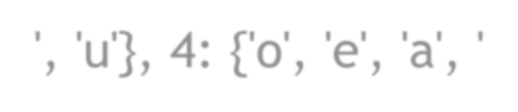 ', 'u'}, 4: {'o', 'e', 'a', '